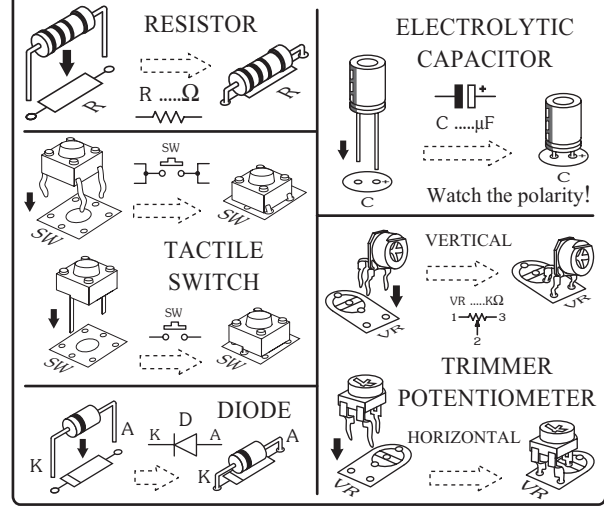 RESISTOR
R
R .....Ω
R
SW
SW
SW
TACTILE
SWITCH
SW
SW
SW
DIODE
K
A
D
K
A
K
A
ELECTROLYTIC
CAPACITOR
+
C .....µF
+
C
+
C
Watch the polarity!
VERTICAL
VR
VR
VR .....KΩ
1
3
2
TRIMMER
POTENTIOMETER
HORIZONTAL
VR
VR